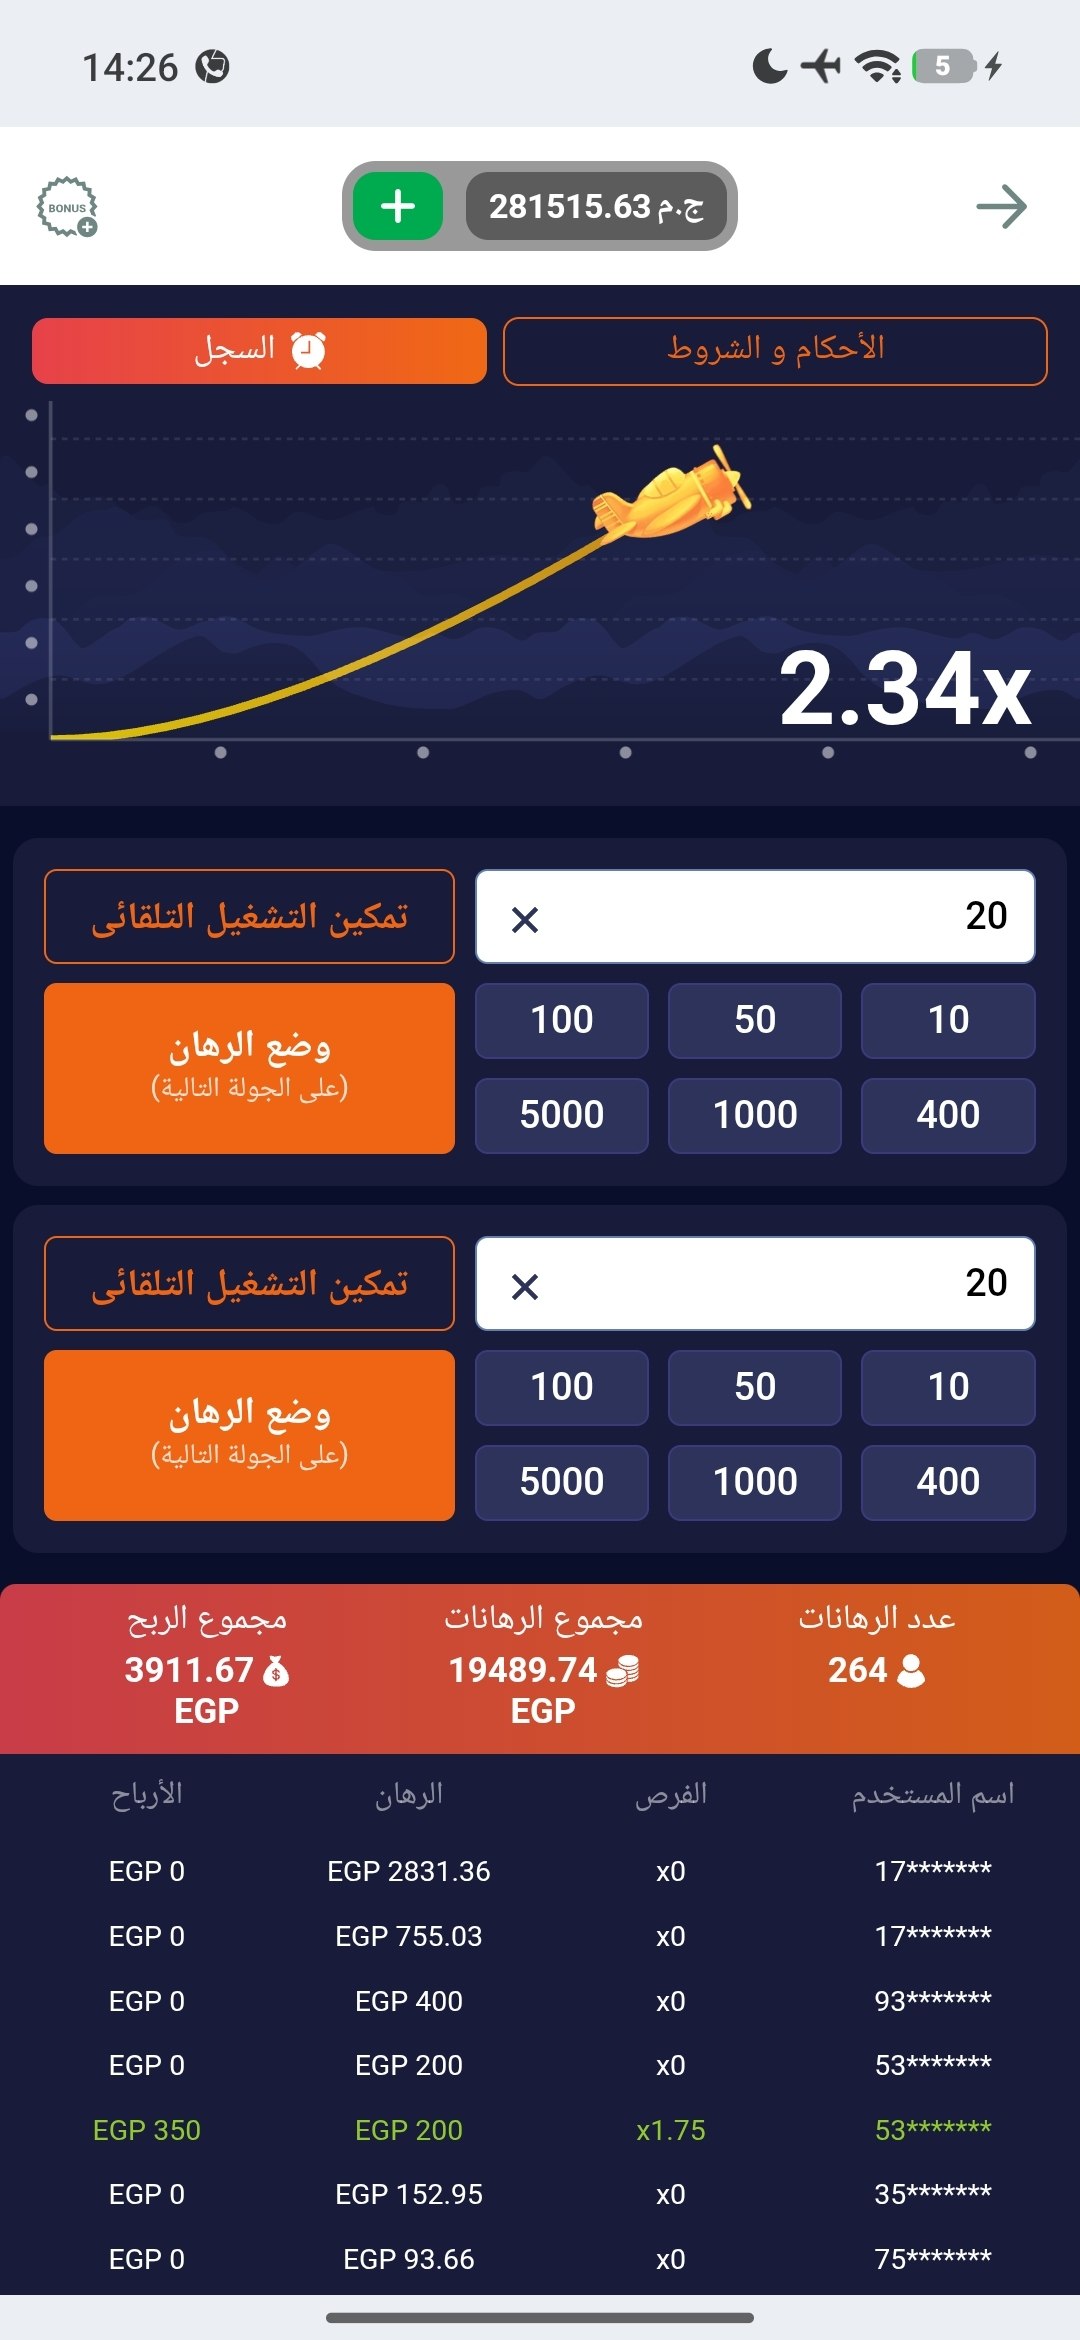 14:26
5
BONUS
ج.م 281515.63
السجل
الأحكام و الشروط
2.34x
تمكين التشغيل التلقائى
20
وضع الرهان
(على الجولة التالية)
10
50
100
400
1000
5000
تمكين التشغيل التلقائى
20
وضع الرهان
(على الجولة التالية)
10
50
100
400
1000
5000
عدد الرهانات
264
مجموع الرهانات
19489.74
EGP
مجموع الربح
3911.67
EGP
اسم المستخدم الفرص الرهان الأرباح
17******* x0 EGP 2831.36 EGP 0
17******* x0 EGP 755.03 EGP 0
93******* x0 EGP 400 EGP 0
53******* x0 EGP 200 EGP 0
53******* x1.75 EGP 200 EGP 350
35******* x0 EGP 152.95 EGP 0
75******* x0 EGP 93.66 EGP 0